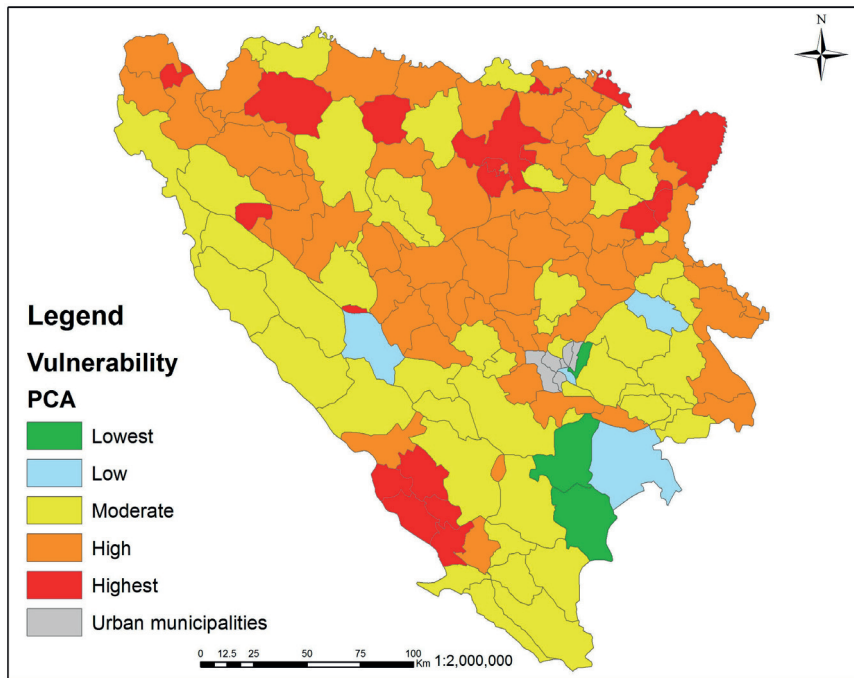 N
Legend
Vulnerability
PCA
Lowest
Low
Moderate
High
Highest
Urban municipalities
0 12.5 25 50 75 100
Km 1:2,000,000